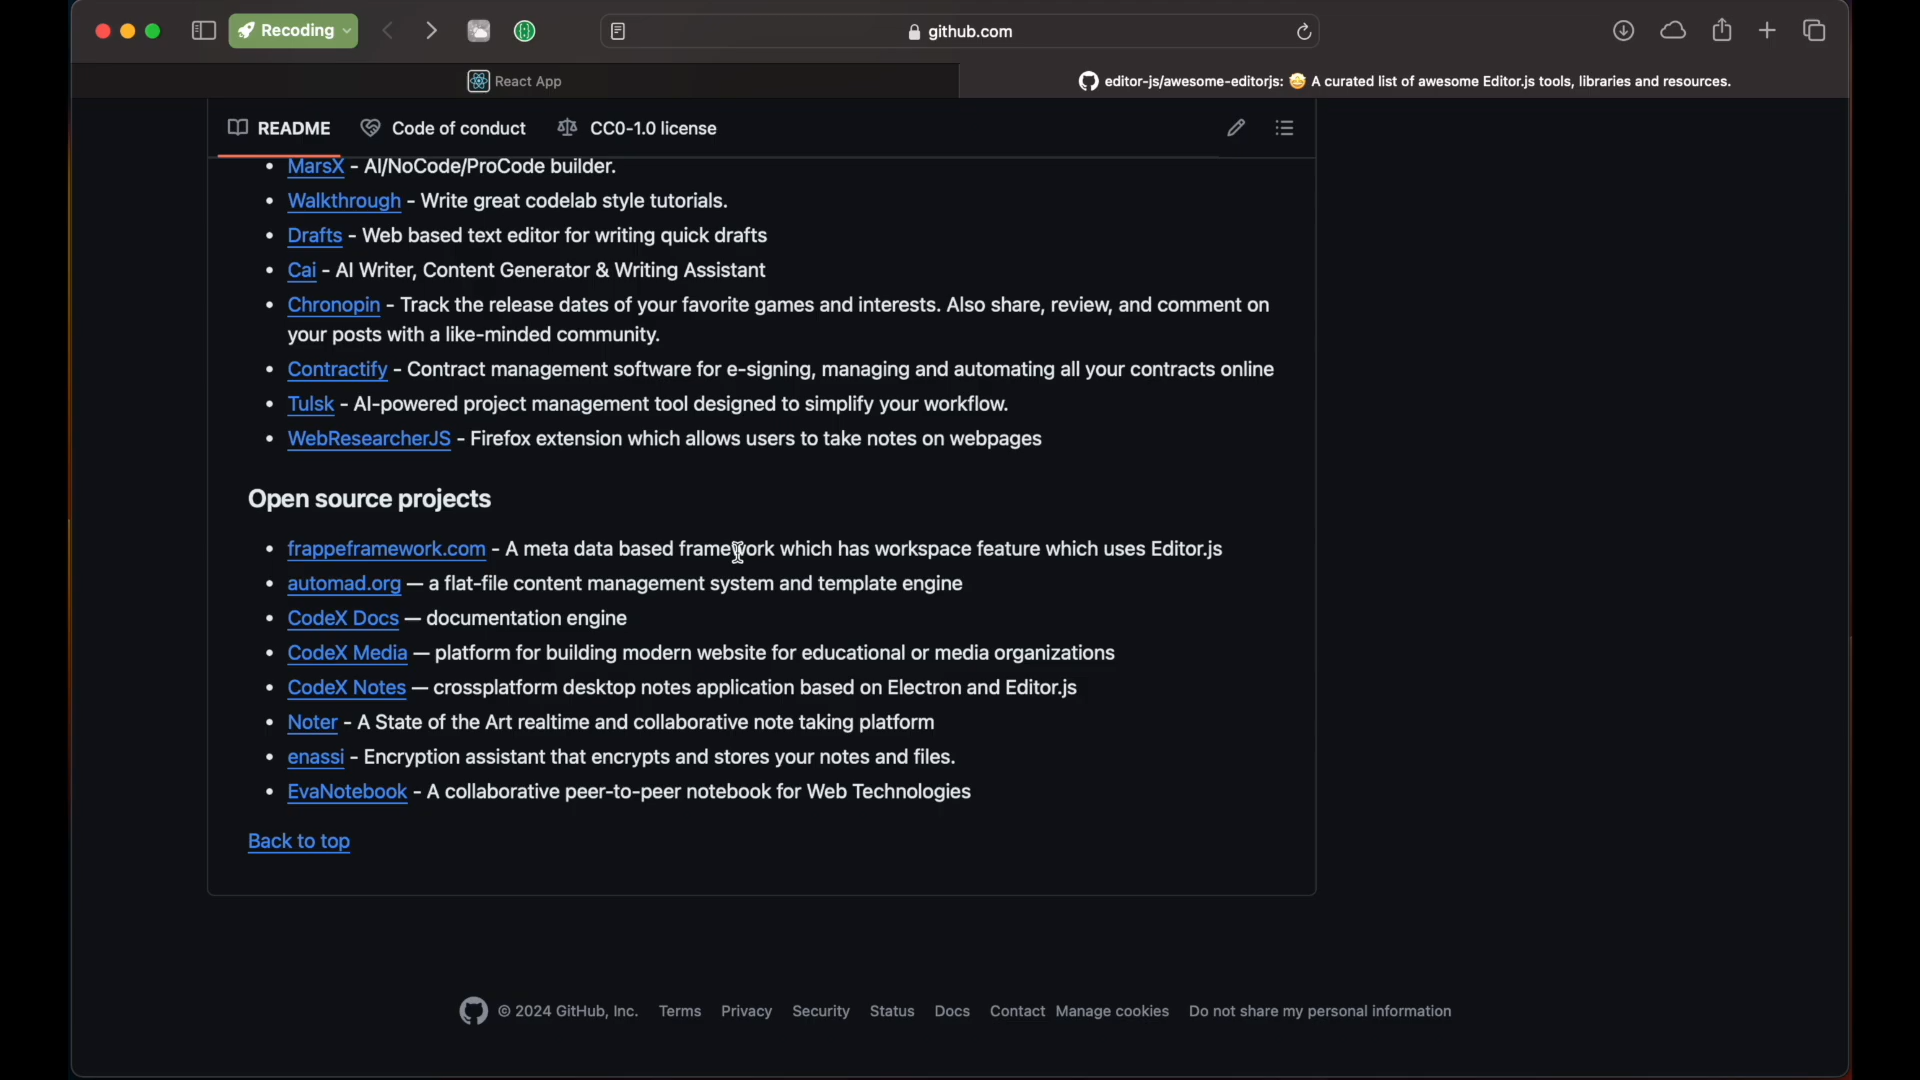 Recoding
github.com
React App
editor-js/awesome-editorjs: 🤩 A curated list of awesome Editor.js tools, libraries and resources.
README
Code of conduct
CC0-1.0 license
• MarsX - AI/NoCode/ProCode builder.
• Walkthrough - Write great codelab style tutorials.
• Drafts - Web based text editor for writing quick drafts
• Cai - AI Writer, Content Generator & Writing Assistant
• Chronopin - Track the release dates of your favorite games and interests. Also share, review, and comment on
your posts with a like-minded community.
• Contractify - Contract management software for e-signing, managing and automating all your contracts online
• Tulsk - AI-powered project management tool designed to simplify your workflow.
• WebResearcherJS - Firefox extension which allows users to take notes on webpages
Open source projects
• frappeframework.com - A meta data based framework which has workspace feature which uses Editor.js
• automad.org — a flat-file content management system and template engine
• CodeX Docs — documentation engine
• CodeX Media — platform for building modern website for educational or media organizations
• CodeX Notes — crossplatform desktop notes application based on Electron and Editor.js
• Noter - A State of the Art realtime and collaborative note taking platform
• enassi - Encryption assistant that encrypts and stores your notes and files.
• EvaNotebook - A collaborative peer-to-peer notebook for Web Technologies
Back to top
© 2024 GitHub, Inc. Terms Privacy Security Status Docs Contact Manage cookies Do not share my personal information